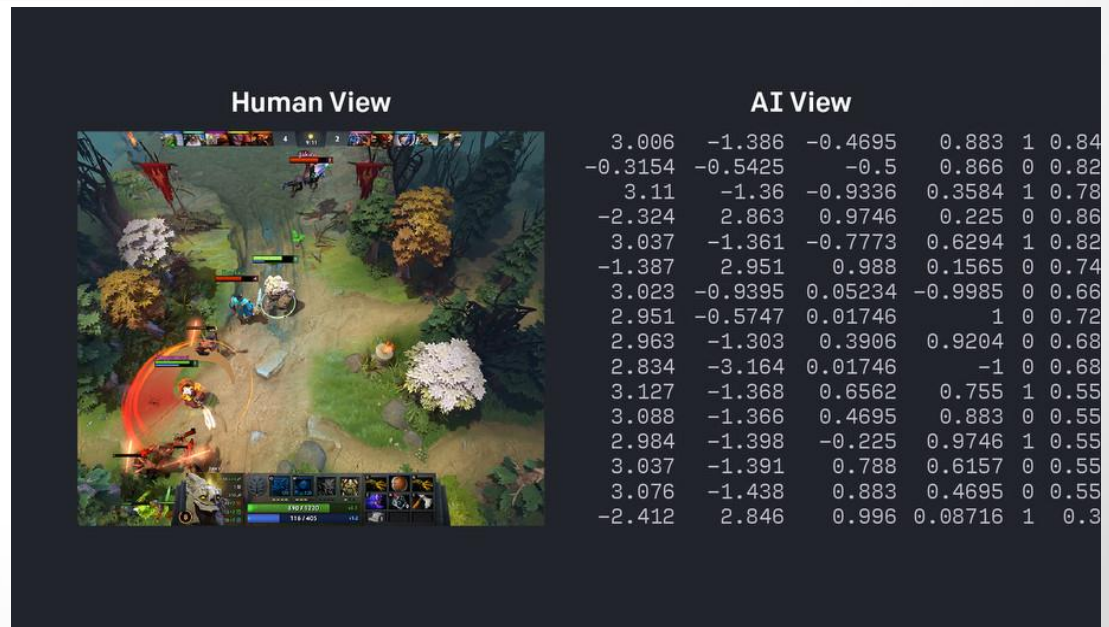 Human View
AI View
4 9:11 2
810 / 1220
116 / 405
3.006 −1.386 −0.4695 0.883 1 0.84
−0.3154 −0.5425 −0.5 0.866 0 0.82
3.11 −1.36 −0.9336 0.3584 1 0.78
−2.324 2.863 0.9746 0.225 0 0.86
3.037 −1.361 −0.7773 0.6294 1 0.82
−1.387 2.951 0.988 0.1565 0 0.74
3.023 −0.9395 0.05234 −0.9985 0 0.66
2.951 −0.5747 0.01746 1 0 0.72
2.963 −1.303 0.3906 0.9204 0 0.68
2.834 −3.164 0.01746 −1 0 0.68
3.127 −1.368 0.6562 0.755 1 0.55
3.088 −1.366 0.4695 0.883 0 0.55
2.984 −1.398 −0.225 0.9746 1 0.55
3.037 −1.391 0.788 0.6157 0 0.55
3.076 −1.438 0.883 0.4695 0 0.55
−2.412 2.846 0.996 0.08716 1 0.3